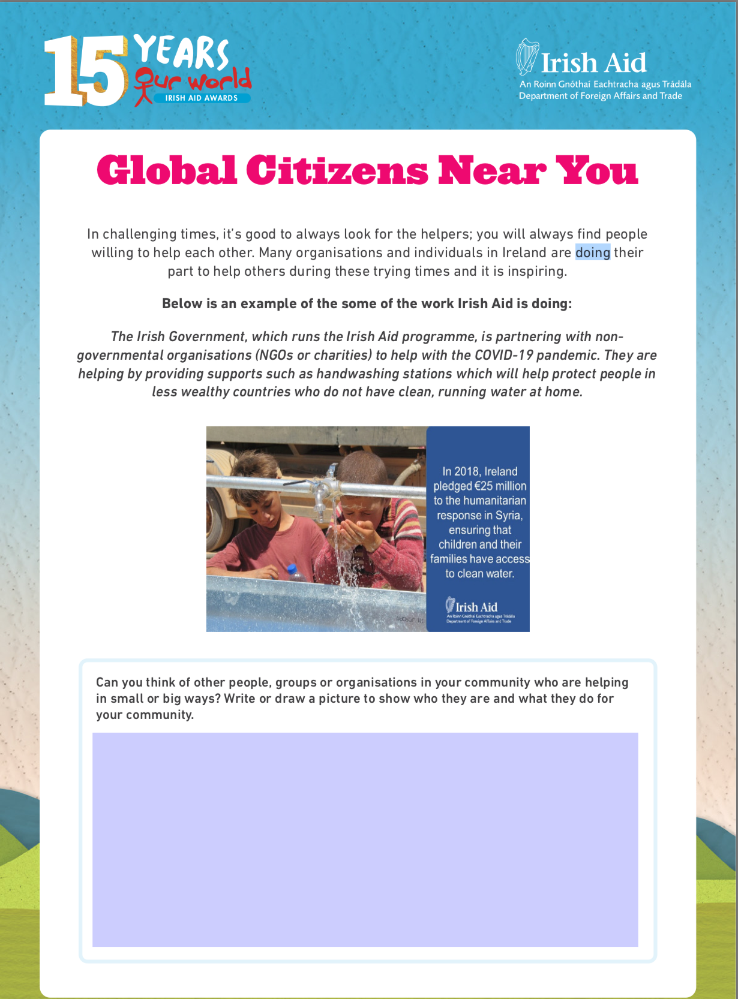 15 YEARS
Our world
IRISH AID AWARDS
Irish Aid
An Roinn Gnóthaí Eachtracha agus Trádála
Department of Foreign Affairs and Trade
Global Citizens Near You
In challenging times, it's good to always look for the helpers; you will always find people
willing to help each other. Many organisations and individuals in Ireland are doing their
part to help others during these trying times and it is inspiring.
Below is an example of the some of the work Irish Aid is doing:
The Irish Government, which runs the Irish Aid programme, is partnering with non-
governmental organisations (NGOs or charities) to help with the COVID-19 pandemic. They are
helping by providing supports such as handwashing stations which will help protect people in
less wealthy countries who do not have clean, running water at home.
In 2018, Ireland
pledged €25 million
to the humanitarian
response in Syria,
ensuring that
children and their
families have access
to clean water.
Irish Aid
An Roinn Gnóthaí Eachtracha agus Trádála
Department of Foreign Affairs and Trade
Can you think of other people, groups or organisations in your community who are helping
in small or big ways? Write or draw a picture to show who they are and what they do for
your community.